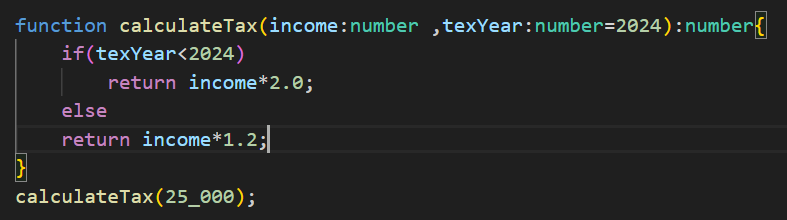 function calculateTax(income:number ,texYear:number=2024):number{
    if(texYear<2024)
        return income*2.0;
    else
    return income*1.2;
}
calculateTax(25_000);